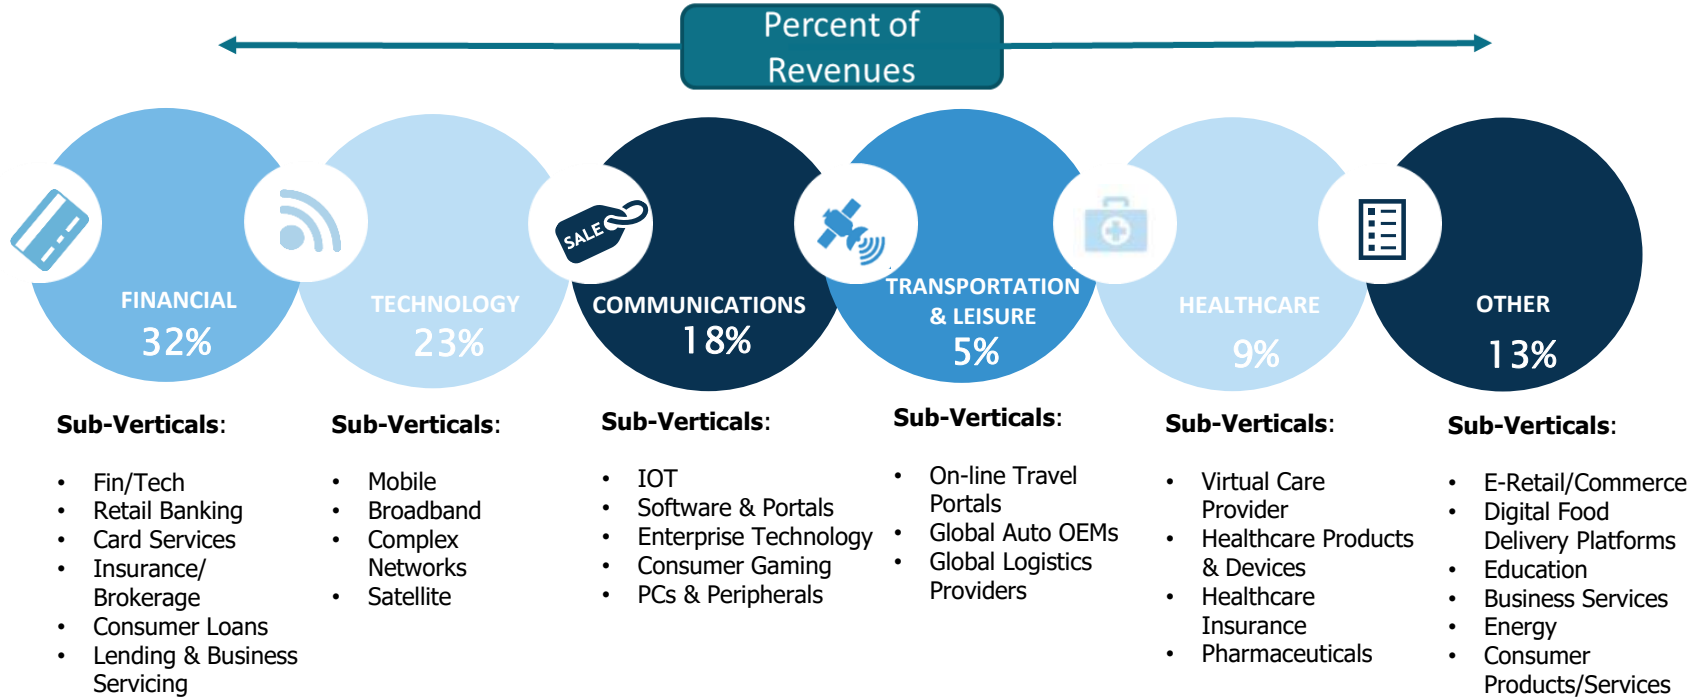 Percent of
Revenues
SALE
FINANCIAL
32%
TECHNOLOGY
23%
COMMUNICATIONS
18%
TRANSPORTATION
& LEISURE
5%
HEALTHCARE
9%
OTHER
13%
Sub-Verticals:
• Fin/Tech
• Retail Banking
• Card Services
• Insurance/
Brokerage
• Consumer Loans
• Lending & Business
Servicing
Sub-Verticals:
• Mobile
• Broadband
• Complex
Networks
• Satellite
Sub-Verticals:
• IOT
• Software & Portals
• Enterprise Technology
• Consumer Gaming
• PCs & Peripherals
Sub-Verticals:
• On-line Travel
Portals
• Global Auto OEMs
• Global Logistics
Providers
Sub-Verticals:
• Virtual Care
Provider
• Healthcare Products
& Devices
• Healthcare
Insurance
• Pharmaceuticals
Sub-Verticals:
• E-Retail/Commerce
• Digital Food
Delivery Platforms
• Education
• Business Services
• Energy
• Consumer
Products/Services